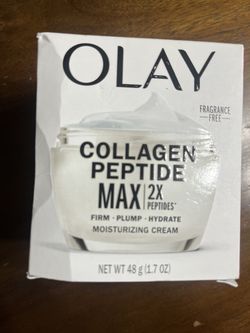 OLAY
FRAGRANCE
FREE
COLLAGEN
PEPTIDE
MAX | 2X
PEPTIDES*
FIRM · PLUMP · HYDRATE
MOISTURIZING CREAM
NET WT 48 g (1.7 OZ)